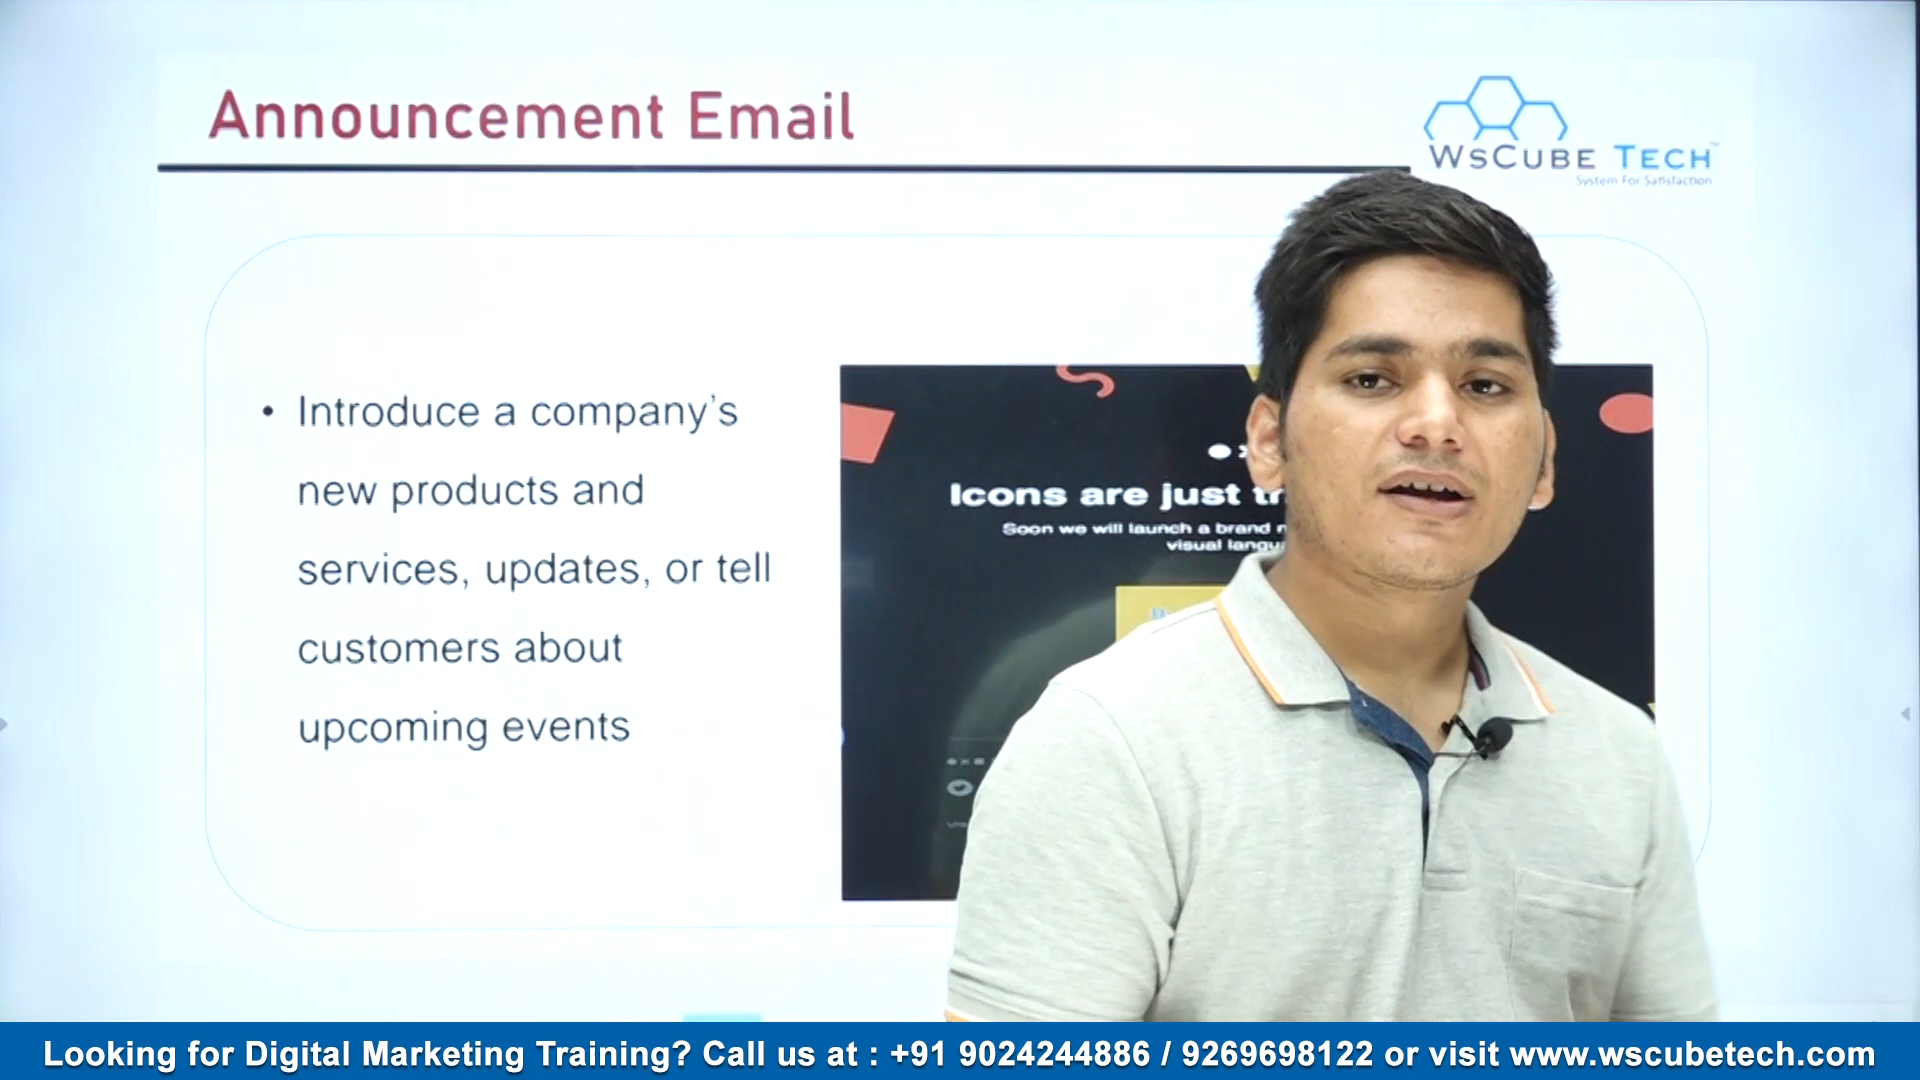 Announcement Email
WSCUBE TECH™
System For Satisfaction
• Introduce a company's
new products and
services, updates, or tell
customers about
upcoming events
Icons are just
Soon we will launch a brand
visual
Looking for Digital Marketing Training? Call us at : +91 9024244886 / 9269698122 or visit www.wscubetech.com